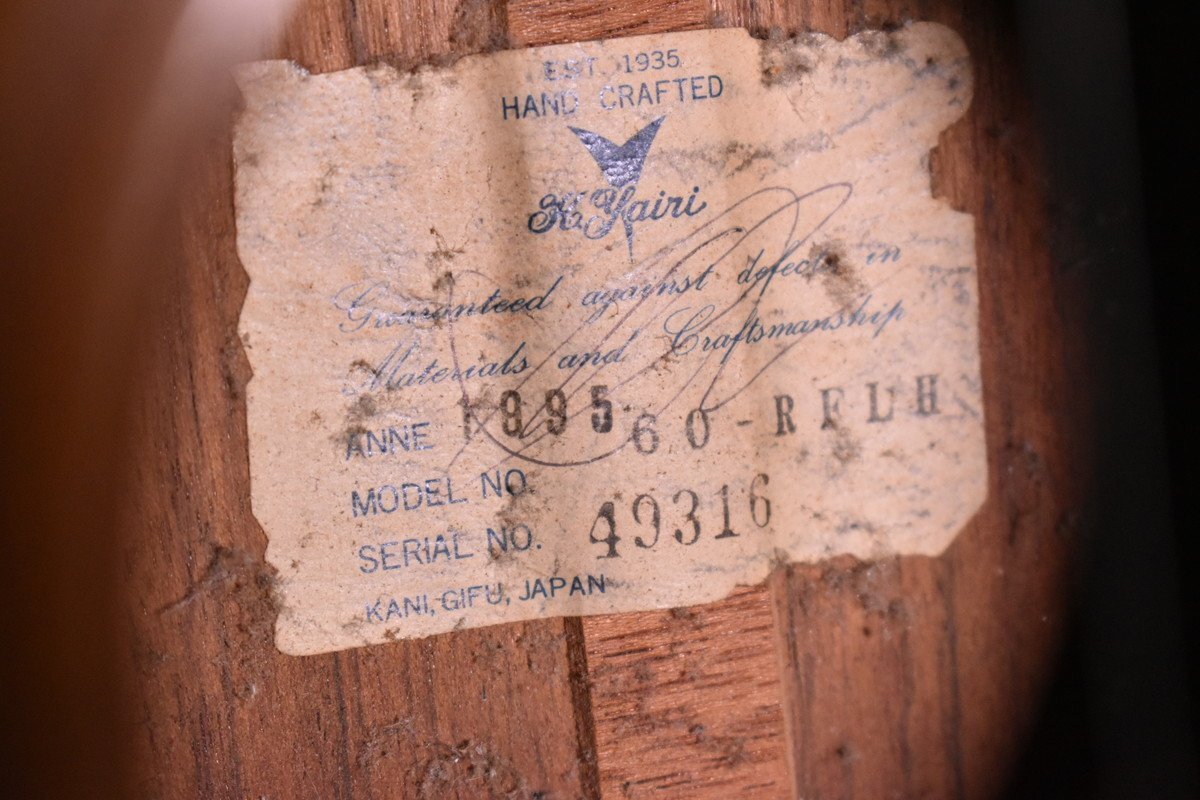 EST. 1935
HAND CRAFTED
K. Yairi
Guaranteed against defects in
Materials and Craftsmanship
ANNE 1995
MODEL NO. 60-RFLH
SERIAL NO. 49316
KANI, GIFU, JAPAN